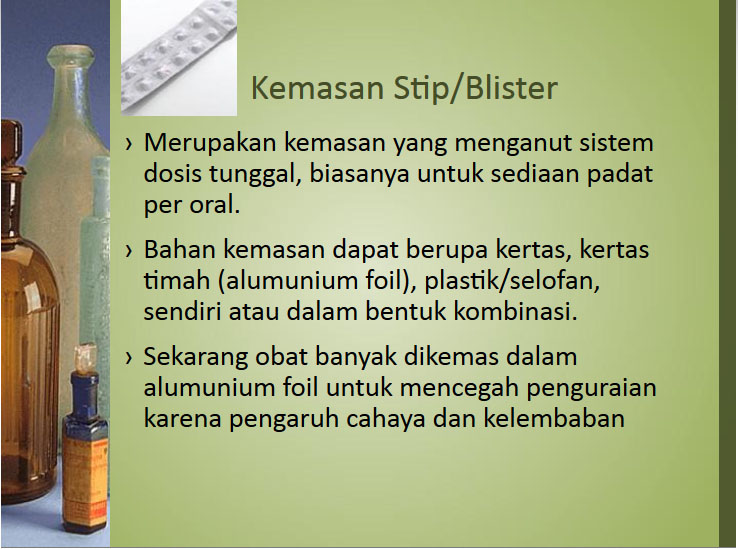 Kemasan Stip/Blister
› Merupakan kemasan yang menganut sistem
dosis tunggal, biasanya untuk sediaan padat
per oral.
› Bahan kemasan dapat berupa kertas, kertas
timah (alumunium foil), plastik/selofan,
sendiri atau dalam bentuk kombinasi.
› Sekarang obat banyak dikemas dalam
alumunium foil untuk mencegah penguraian
karena pengaruh cahaya dan kelembaban